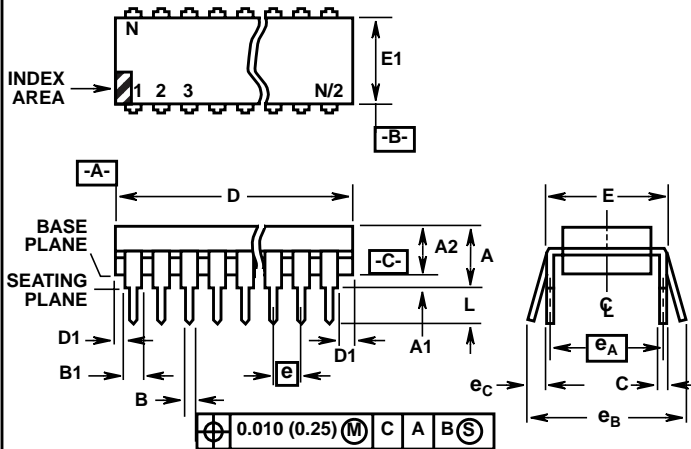 N
E1
INDEX
AREA
1 2 3 N/2
-B-
-A-
D
E
BASE
PLANE
A2
A
-C-
SEATING
PLANE
L
C
L
D1
A1
D1
eA
B1
e
eC
C
B
eB
0.010 (0.25) M C A B S